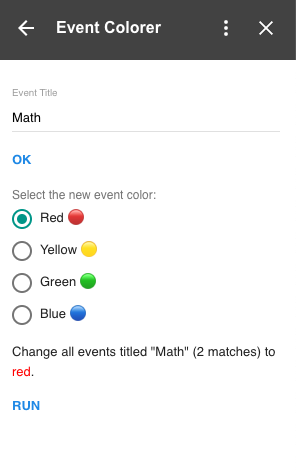 Event Colorer
Event Title
Math
OK
Select the new event color:
Red 🔴
Yellow 🟡
Green 🟢
Blue 🔵
Change all events titled "Math" (2 matches) to
red.
RUN